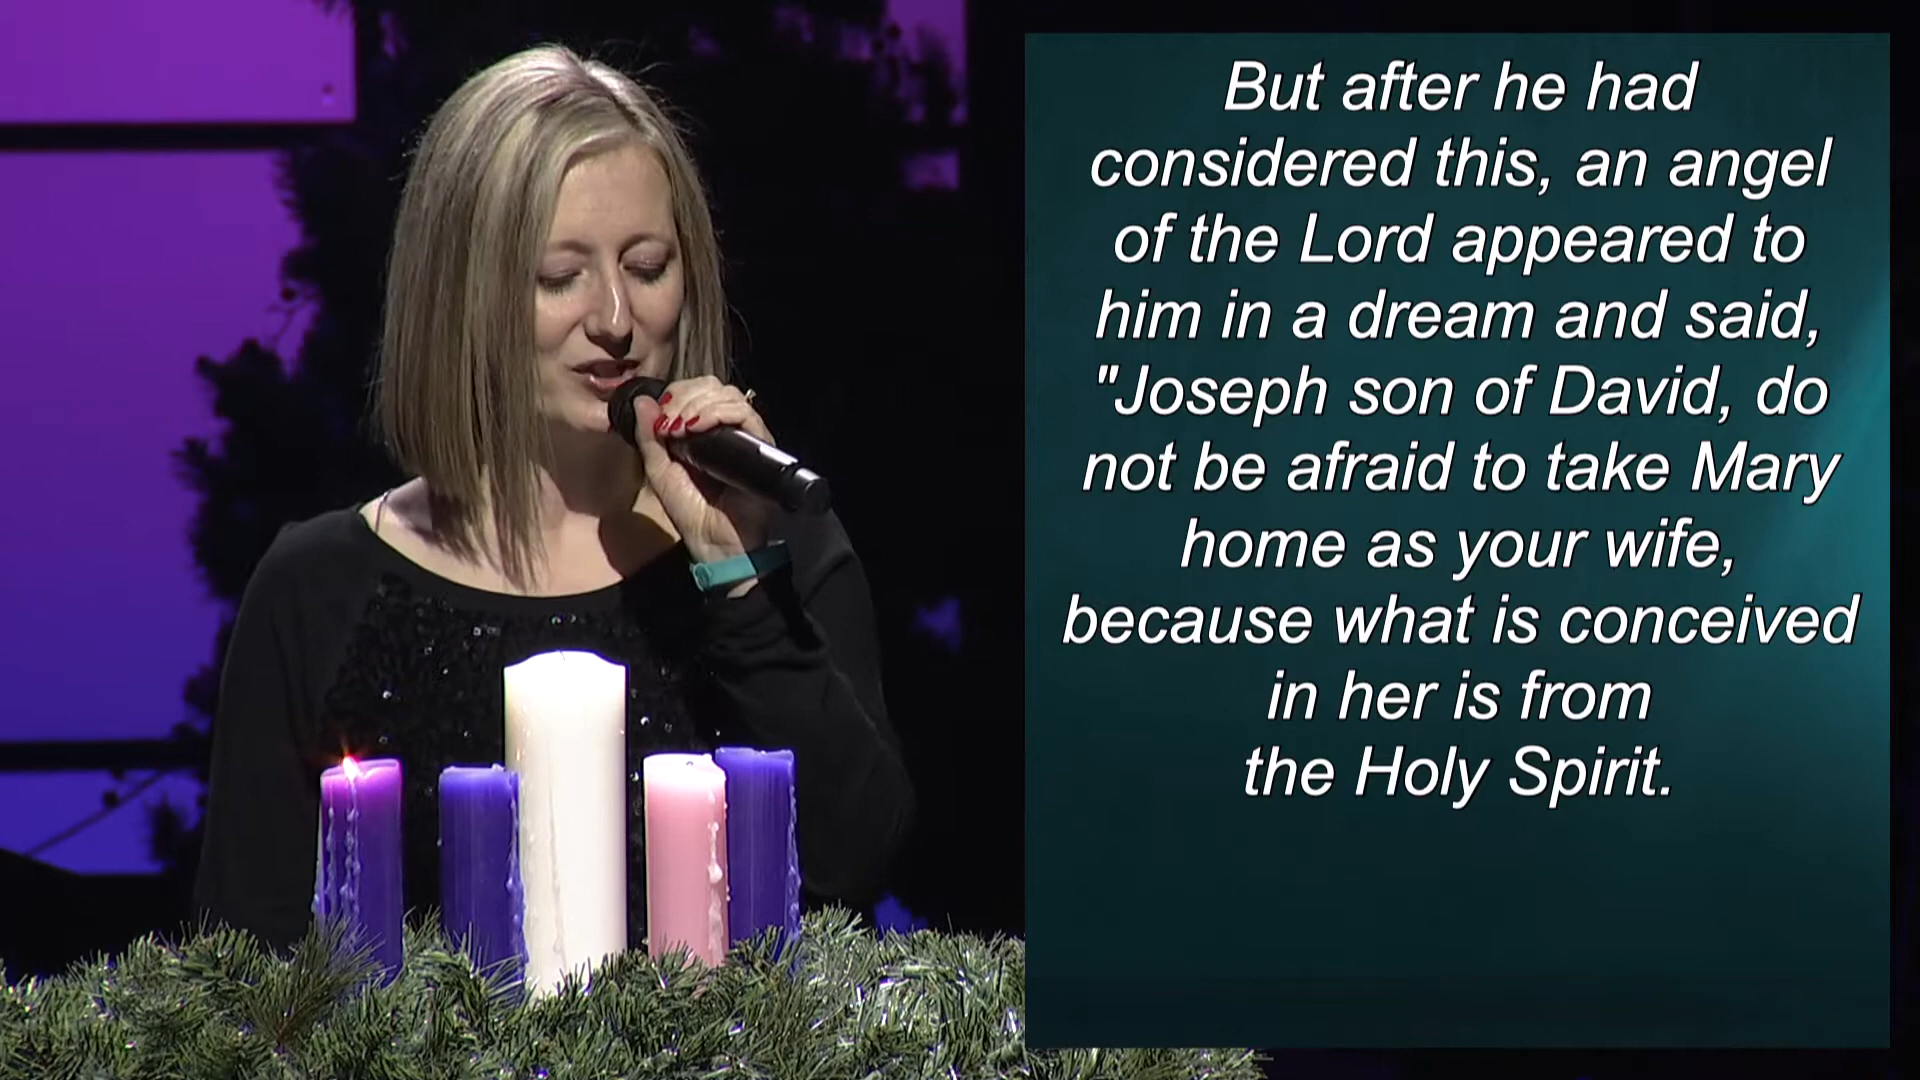 But after he had
considered this, an angel
of the Lord appeared to
him in a dream and said,
"Joseph son of David, do
not be afraid to take Mary
home as your wife,
because what is conceived
in her is from
the Holy Spirit.